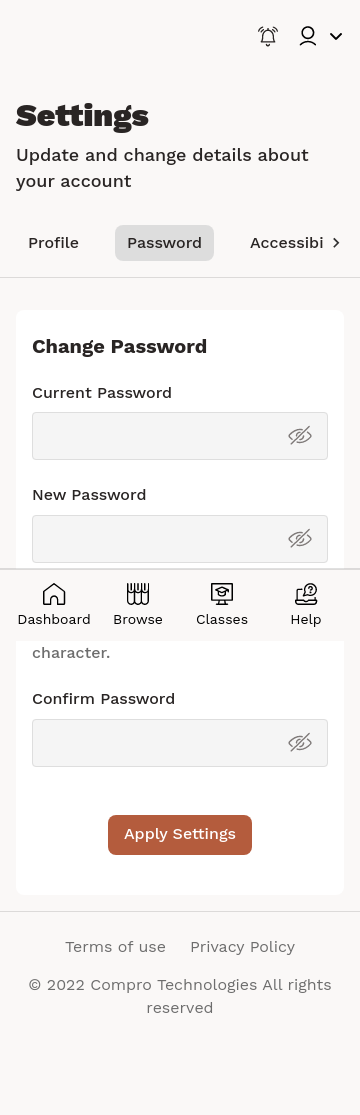 Settings
Update and change details about
your account
Profile
Password
Accessibi
Change Password
Current Password
New Password
Dashboard
Browse
Classes
Help
character.
Confirm Password
Apply Settings
Terms of use
Privacy Policy
© 2022 Compro Technologies All rights
reserved